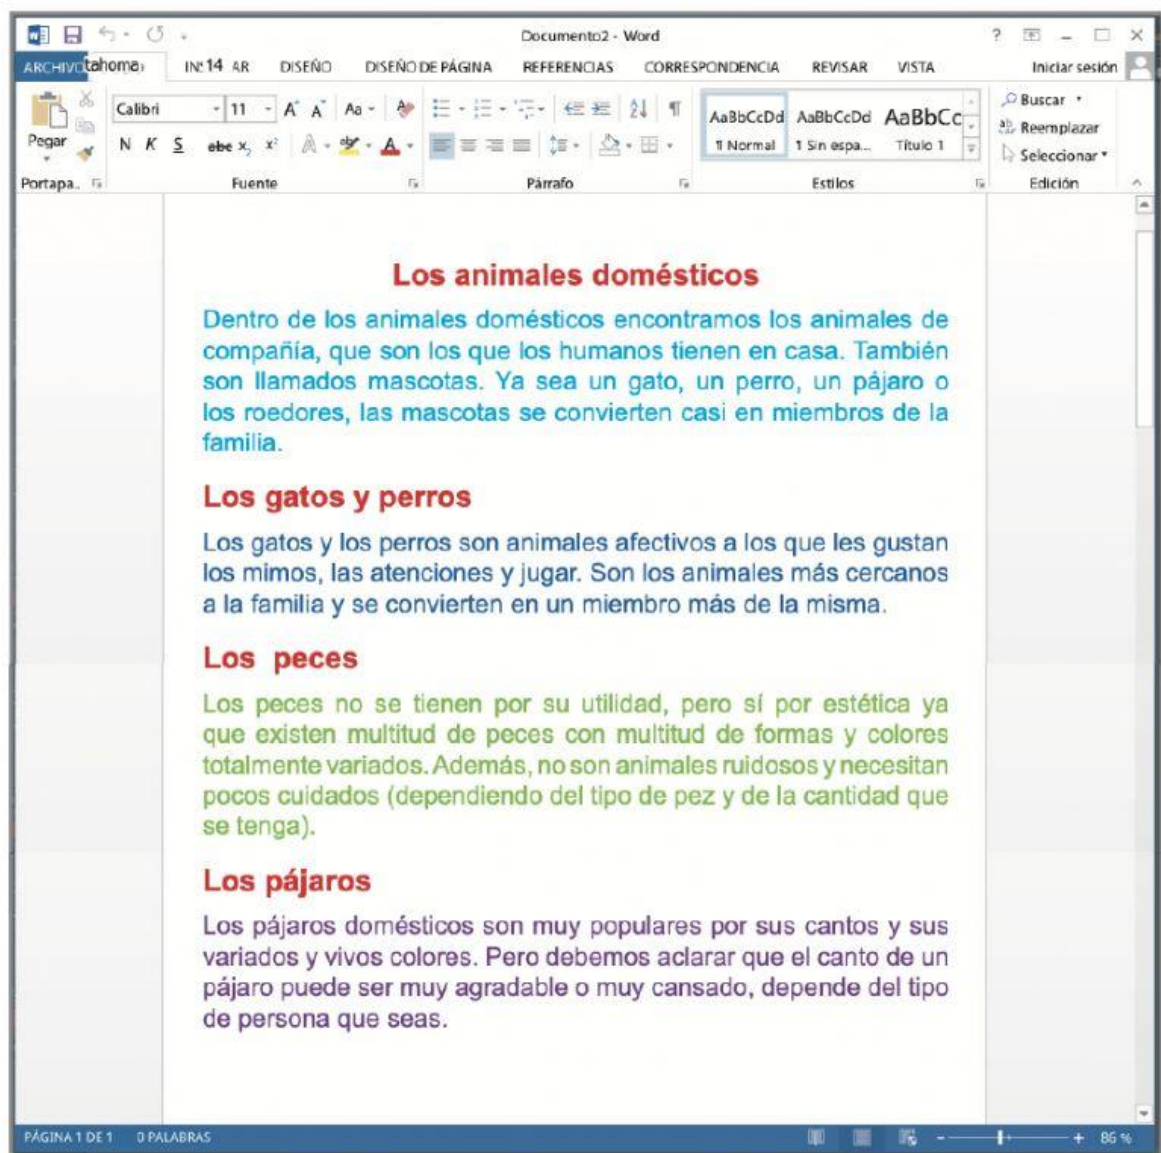 Documento2 - Word
ARCHIVO tahoma 14 AR DISEÑO DISEÑO DE PÁGINA REFERENCIAS CORRESPONDENCIA REVISAR VISTA Iniciar sesión
Calibri 11 A A Aa
Pegar
N K S abc x₂ x² A aby A
AaBbCcDd AaBbCcDd AaBbCc
¶ Normal 1 Sin espa... Título 1
Buscar
Reemplazar
Seleccionar
Portapa.. Fuente Párrafo Estilos Edición
Los animales domésticos
Dentro de los animales domésticos encontramos los animales de
compañía, que son los que los humanos tienen en casa. También
son llamados mascotas. Ya sea un gato, un perro, un pájaro o
los roedores, las mascotas se convierten casi en miembros de la
familia.
Los gatos y perros
Los gatos y los perros son animales afectivos a los que les gustan
los mimos, las atenciones y jugar. Son los animales más cercanos
a la familia y se convierten en un miembro más de la misma.
Los peces
Los peces no se tienen por su utilidad, pero sí por estética ya
que existen multitud de peces con multitud de formas y colores
totalmente variados. Además, no son animales ruidosos y necesitan
pocos cuidados (dependiendo del tipo de pez y de la cantidad que
se tenga).
Los pájaros
Los pájaros domésticos son muy populares por sus cantos y sus
variados y vivos colores. Pero debemos aclarar que el canto de un
pájaro puede ser muy agradable o muy cansado, depende del tipo
de persona que seas.
PÁGINA 1 DE 1 0 PALABRAS 86 %